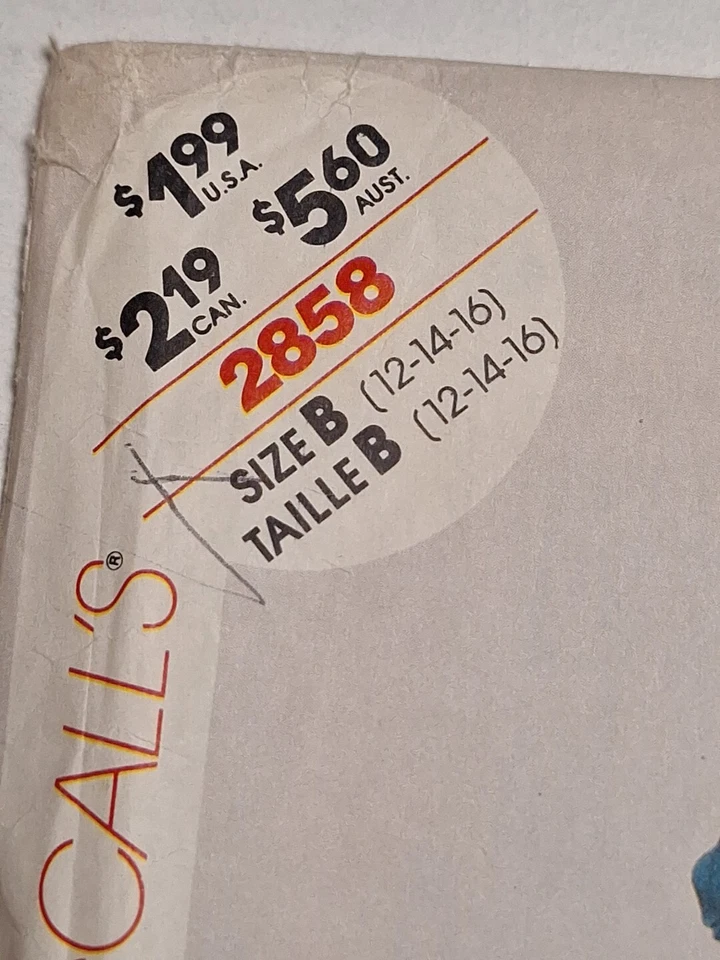 $1.99 U.S.A.
$5.60 AUST.
$2.19 CAN.
2858
SIZE B (12-14-16)
TAILLE B (12-14-16)
CALL'S®